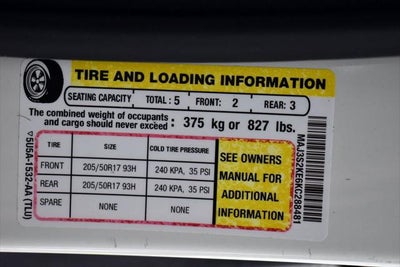 TIRE AND LOADING INFORMATION
SEATING CAPACITY TOTAL : 5 FRONT: 2 REAR: 3
The combined weight of occupants
and cargo should never exceed : 375 kg or 827 lbs.
TIRE SIZE COLD TIRE PRESSURE
FRONT 205/50R17 93H 240 KPA, 35 PSI
REAR 205/50R17 93H 240 KPA, 35 PSI
SPARE NONE NONE
SEE OWNERS
MANUAL FOR
ADDITIONAL
INFORMATION
5U5A-1532-AA (TLU)
MAJ3S2KE6KC288481